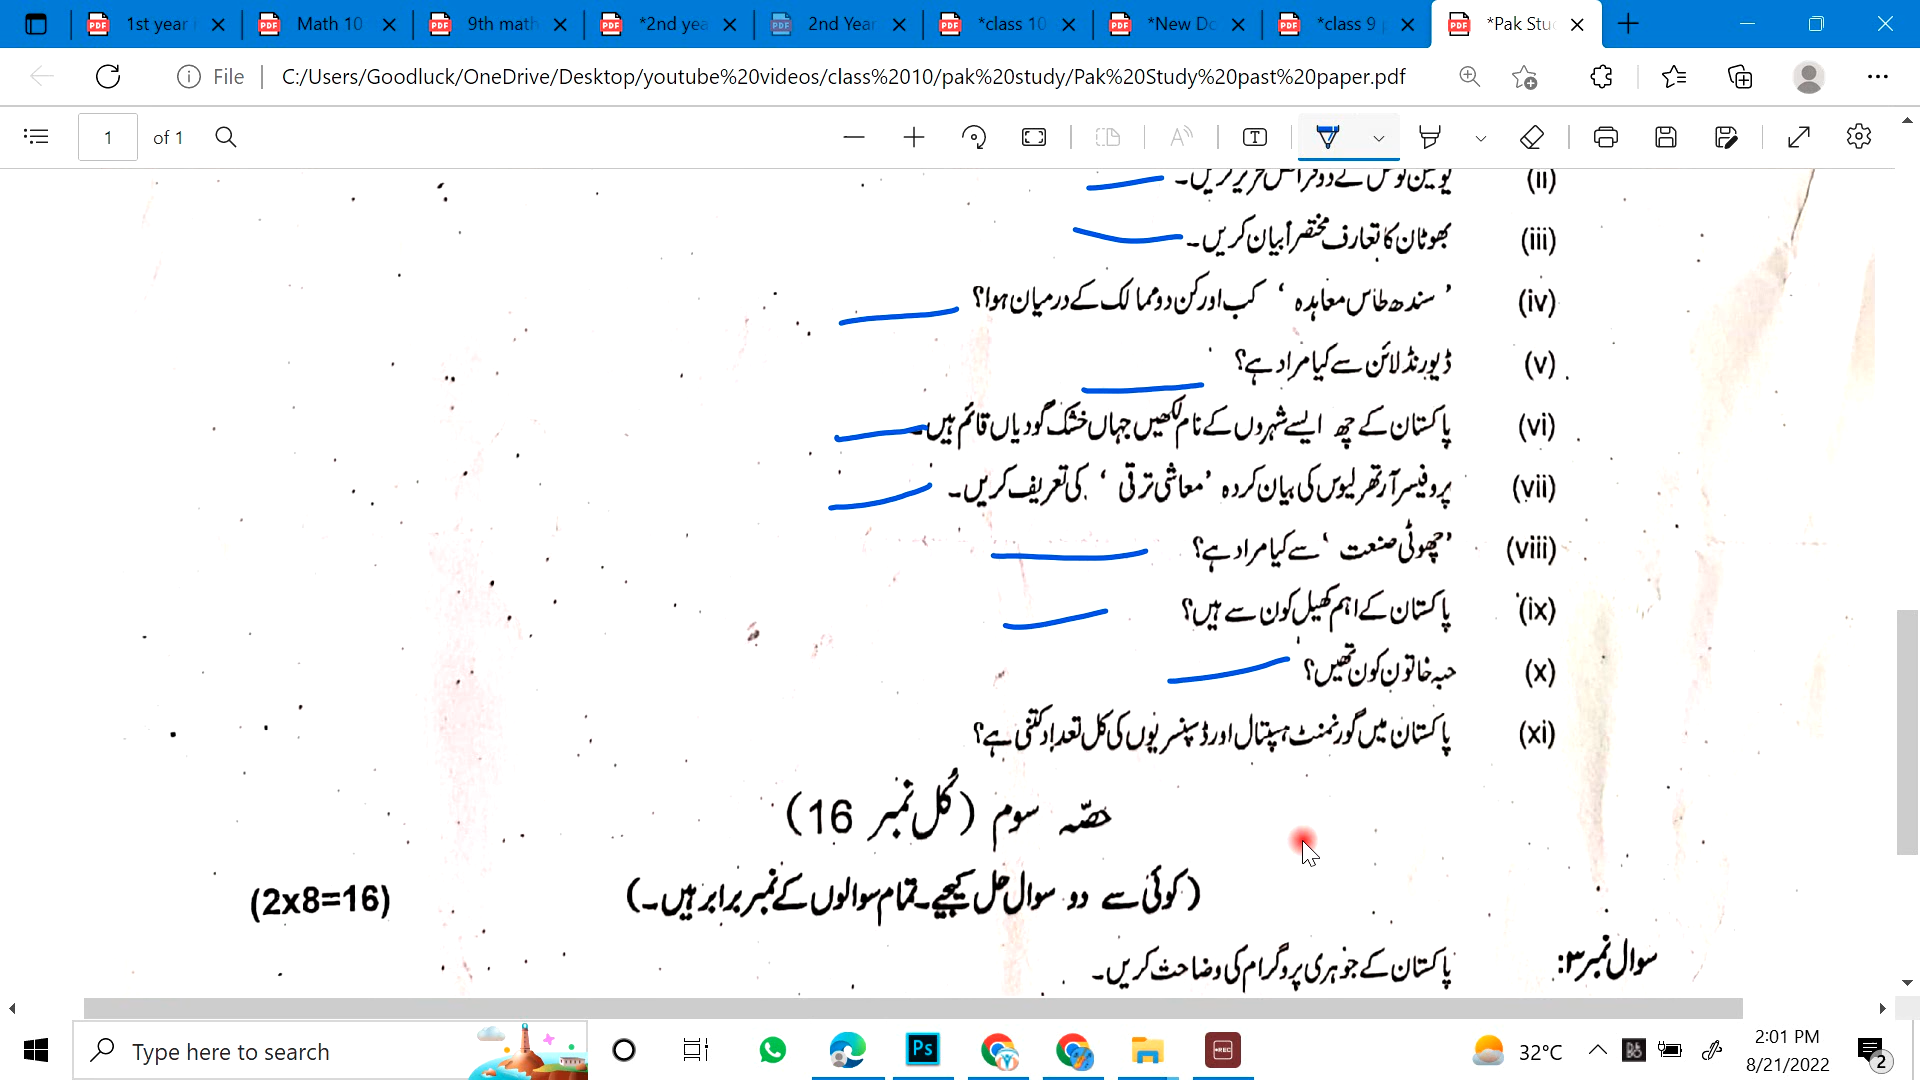 1st year
Math 10
9th math
*2nd yea
2nd Year
*class 10
*New Do
*class 9 p
*Pak Stu
File
C:/Users/Goodluck/OneDrive/Desktop/youtube%20videos/class%2010/pak%20study/Pak%20Study%20past%20paper.pdf
1 of 1
(ii) یونین کونسل کے دو فرائض تحریر کریں۔
(iii) بھوٹان کا تعارف مختصراً بیان کریں۔
(iv) ’ سندھ طاس معاہدہ ‘ کب اور کن دو ممالک کے درمیان ہوا؟
(v) ڈیورنڈ لائن سے کیا مراد ہے؟
(vi) پاکستان کے چھ ایسے شہروں کے نام لکھیں جہاں خشک گودیاں قائم ہیں۔
(vii) پروفیسر آرتھر لیوس کی بیان کردہ ’معاشی ترقی ‘ کی تعریف کریں۔
(viii) ’چھوٹی صنعت ‘ سے کیا مراد ہے؟
(ix) پاکستان کے اہم کھیل کون سے ہیں؟
(x) حبہ خاتون کون تھیں؟
(xi) پاکستان میں گورنمنٹ ہسپتال اور ڈسپنسریوں کی کل تعداد کتنی ہے؟
حصّہ سوم (کُل نمبر 16)
(کوئی سے دو سوال حل کیجیے۔ تمام سوالوں کے نمبر برابر ہیں۔) (2x8=16)
سوال نمبر ۳: پاکستان کے جوہری پروگرام کی وضاحت کریں۔
Type here to search
Ps
REC
32°C
2:01 PM
8/21/2022
2